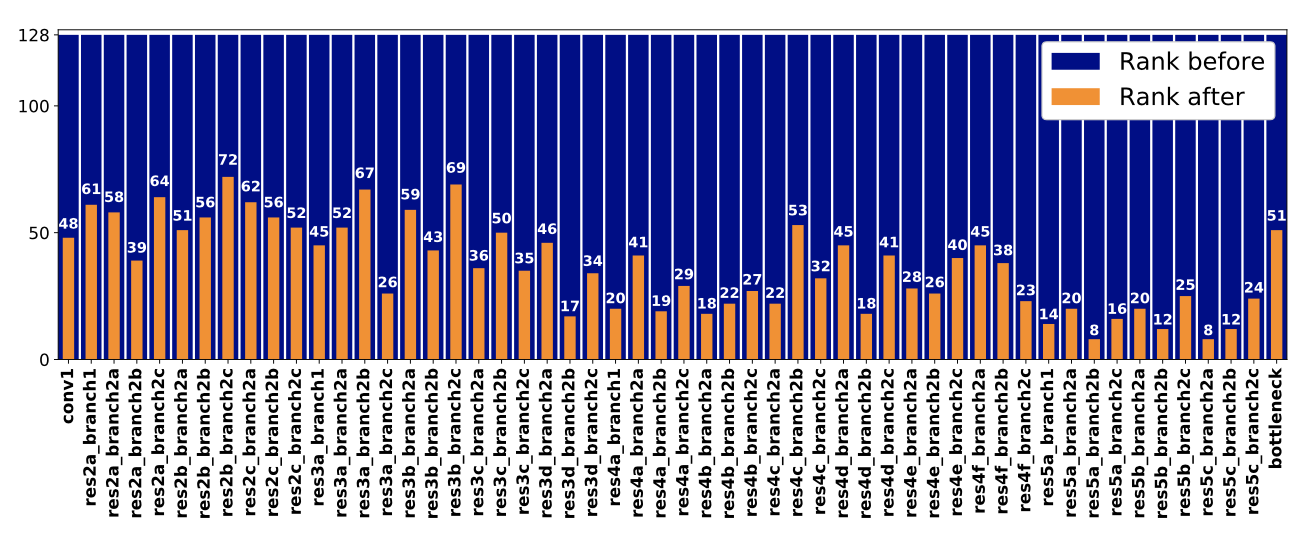 128
100
50
0
Rank before
Rank after
48
61
58
39
64
51
56
72
62
56
52
45
52
67
26
59
43
69
36
50
35
46
17
34
20
41
19
29
18
22
27
22
53
32
45
18
41
28
26
40
45
38
23
14
20
8
16
20
12
25
8
12
24
51
conv1
res2a_branch1
res2a_branch2a
res2a_branch2b
res2a_branch2c
res2b_branch2a
res2b_branch2b
res2b_branch2c
res2c_branch2a
res2c_branch2b
res2c_branch2c
res3a_branch1
res3a_branch2a
res3a_branch2b
res3a_branch2c
res3b_branch2a
res3b_branch2b
res3b_branch2c
res3c_branch2a
res3c_branch2b
res3c_branch2c
res3d_branch2a
res3d_branch2b
res3d_branch2c
res4a_branch1
res4a_branch2a
res4a_branch2b
res4a_branch2c
res4b_branch2a
res4b_branch2b
res4b_branch2c
res4c_branch2a
res4c_branch2b
res4c_branch2c
res4d_branch2a
res4d_branch2b
res4d_branch2c
res4e_branch2a
res4e_branch2b
res4e_branch2c
res4f_branch2a
res4f_branch2b
res4f_branch2c
res5a_branch1
res5a_branch2a
res5a_branch2b
res5a_branch2c
res5b_branch2a
res5b_branch2b
res5b_branch2c
res5c_branch2a
res5c_branch2b
res5c_branch2c
bottleneck